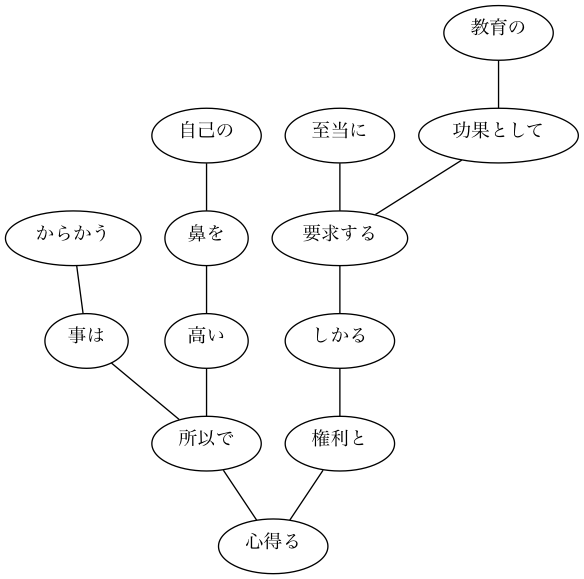 教育の
自己の
至当に
功果として
からかう
鼻を
要求する
事は
高い
しかる
所以で
権利と
心得る